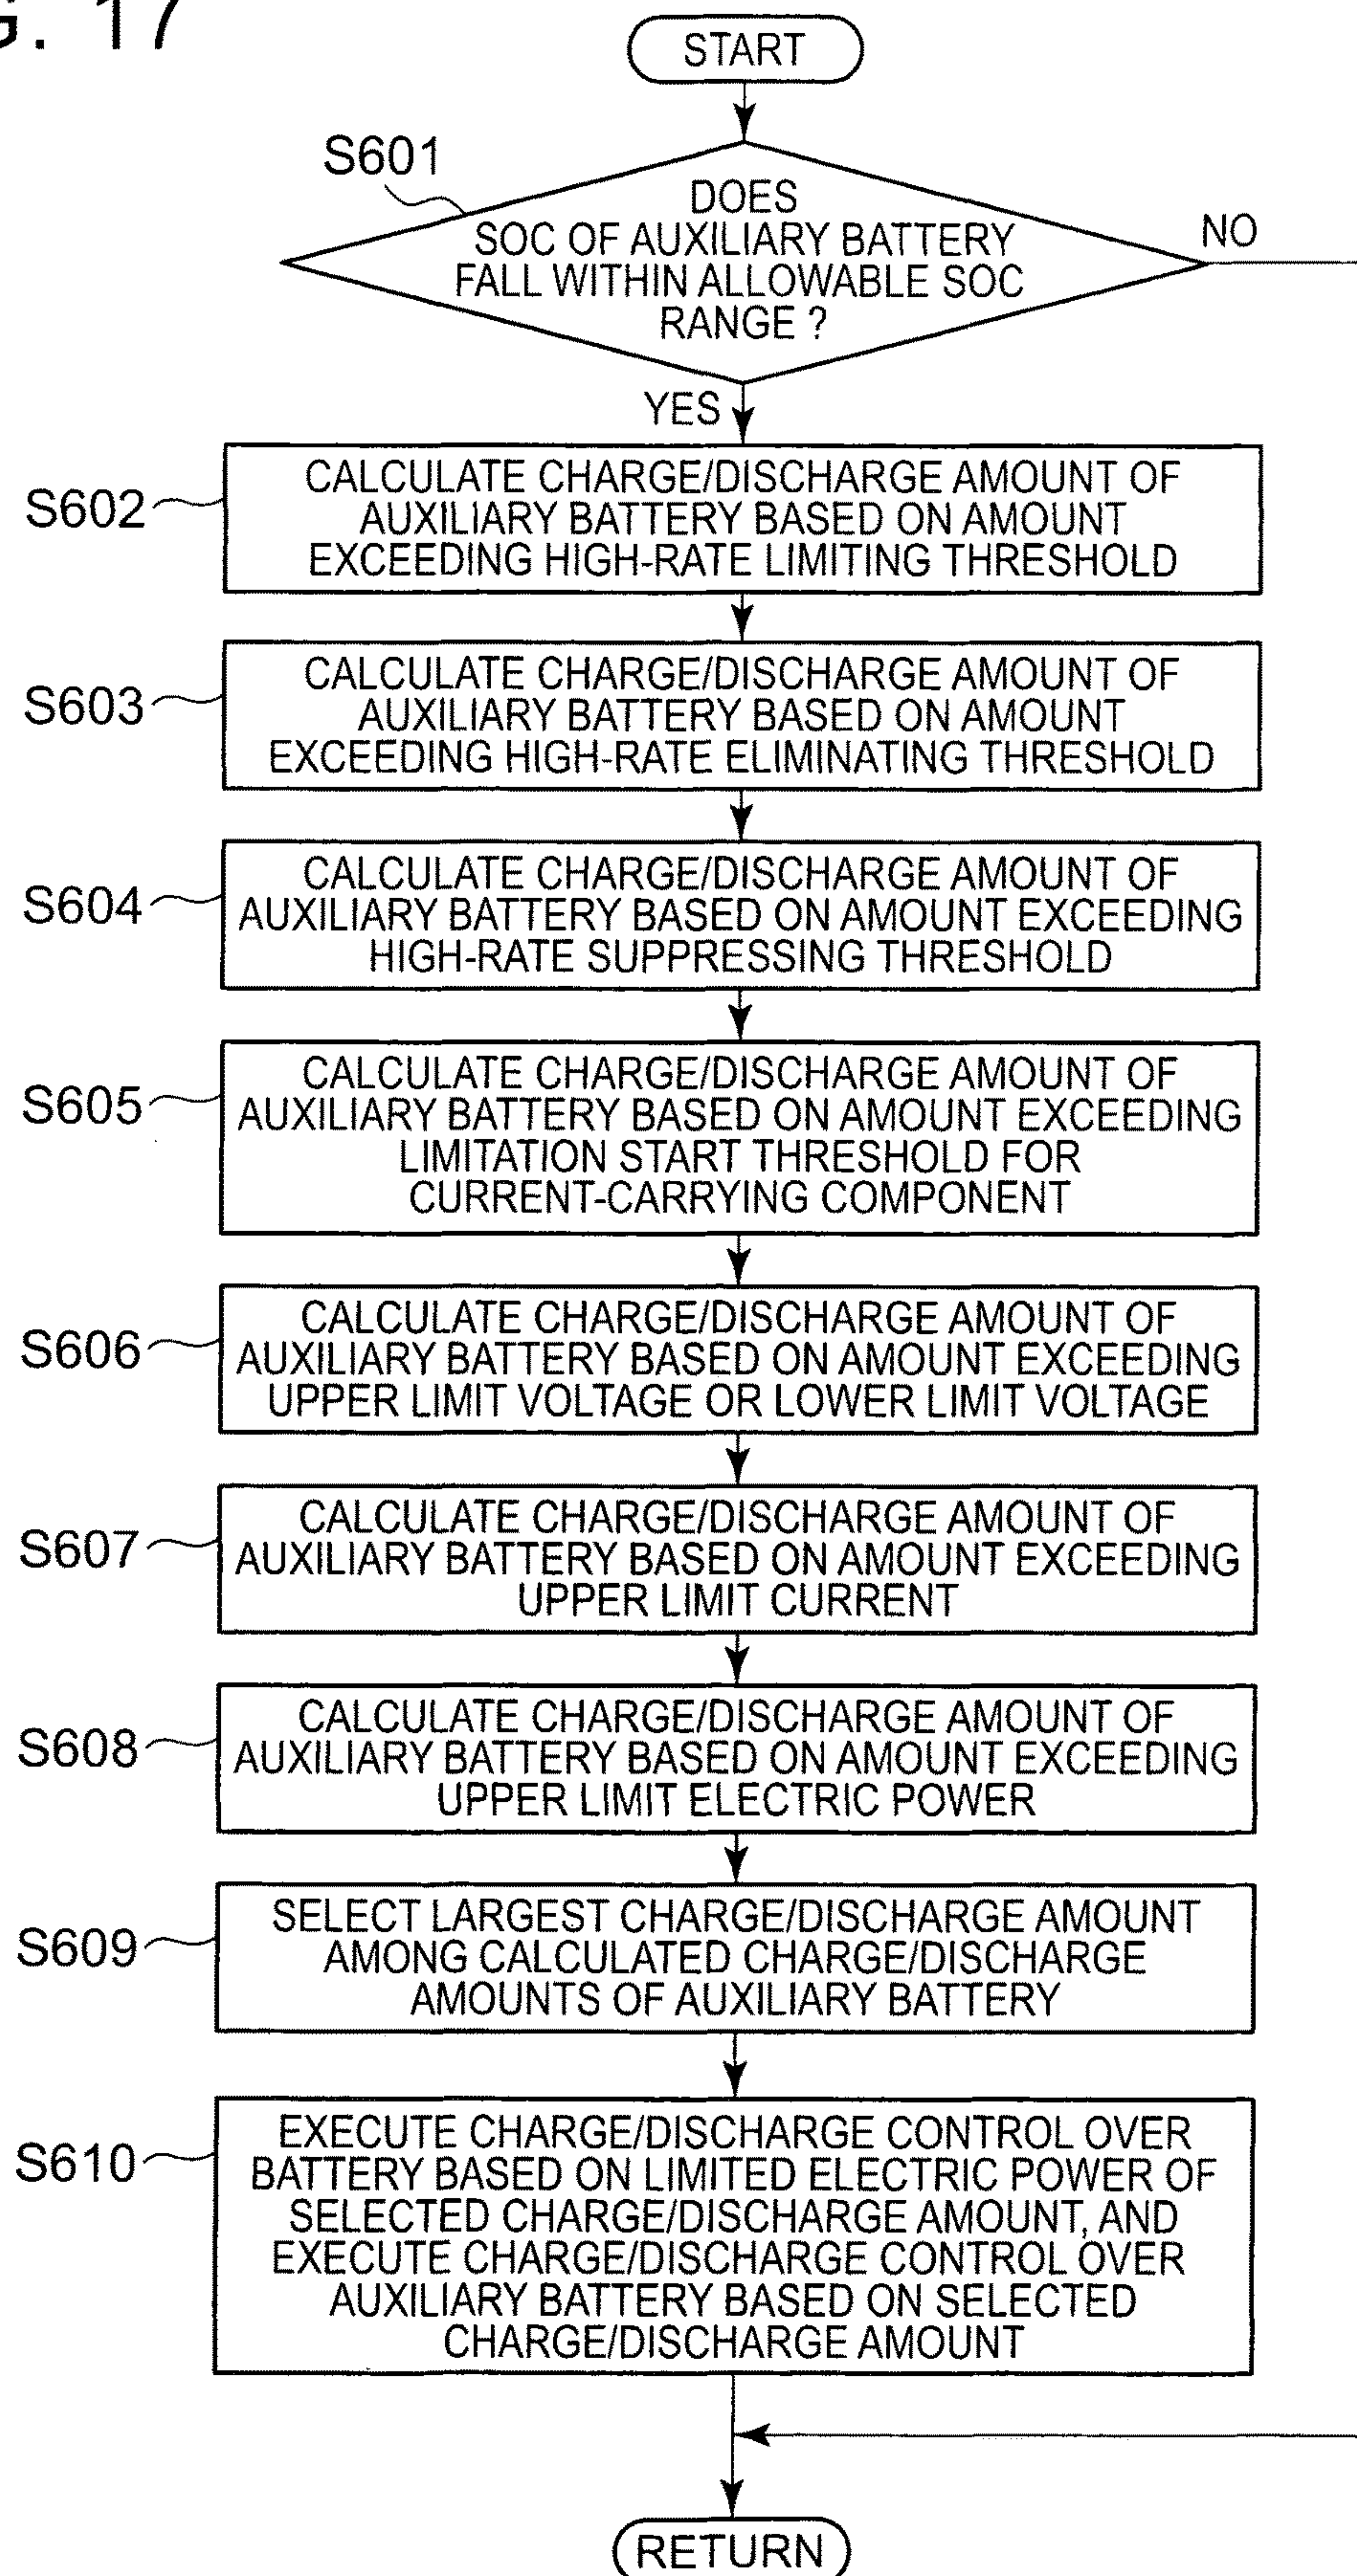 G. 17
START
S601
DOES
SOC OF AUXILIARY BATTERY
FALL WITHIN ALLOWABLE SOC
RANGE ?
NO
YES
S602
CALCULATE CHARGE/DISCHARGE AMOUNT OF
AUXILIARY BATTERY BASED ON AMOUNT
EXCEEDING HIGH-RATE LIMITING THRESHOLD
S603
CALCULATE CHARGE/DISCHARGE AMOUNT OF
AUXILIARY BATTERY BASED ON AMOUNT
EXCEEDING HIGH-RATE ELIMINATING THRESHOLD
S604
CALCULATE CHARGE/DISCHARGE AMOUNT OF
AUXILIARY BATTERY BASED ON AMOUNT EXCEEDING
HIGH-RATE SUPPRESSING THRESHOLD
S605
CALCULATE CHARGE/DISCHARGE AMOUNT OF
AUXILIARY BATTERY BASED ON AMOUNT EXCEEDING
LIMITATION START THRESHOLD FOR
CURRENT-CARRYING COMPONENT
S606
CALCULATE CHARGE/DISCHARGE AMOUNT OF
AUXILIARY BATTERY BASED ON AMOUNT EXCEEDING
UPPER LIMIT VOLTAGE OR LOWER LIMIT VOLTAGE
S607
CALCULATE CHARGE/DISCHARGE AMOUNT OF
AUXILIARY BATTERY BASED ON AMOUNT EXCEEDING
UPPER LIMIT CURRENT
S608
CALCULATE CHARGE/DISCHARGE AMOUNT OF
AUXILIARY BATTERY BASED ON AMOUNT EXCEEDING
UPPER LIMIT ELECTRIC POWER
S609
SELECT LARGEST CHARGE/DISCHARGE AMOUNT
AMONG CALCULATED CHARGE/DISCHARGE
AMOUNTS OF AUXILIARY BATTERY
S610
EXECUTE CHARGE/DISCHARGE CONTROL OVER
BATTERY BASED ON LIMITED ELECTRIC POWER OF
SELECTED CHARGE/DISCHARGE AMOUNT, AND
EXECUTE CHARGE/DISCHARGE CONTROL OVER
AUXILIARY BATTERY BASED ON SELECTED
CHARGE/DISCHARGE AMOUNT
RETURN